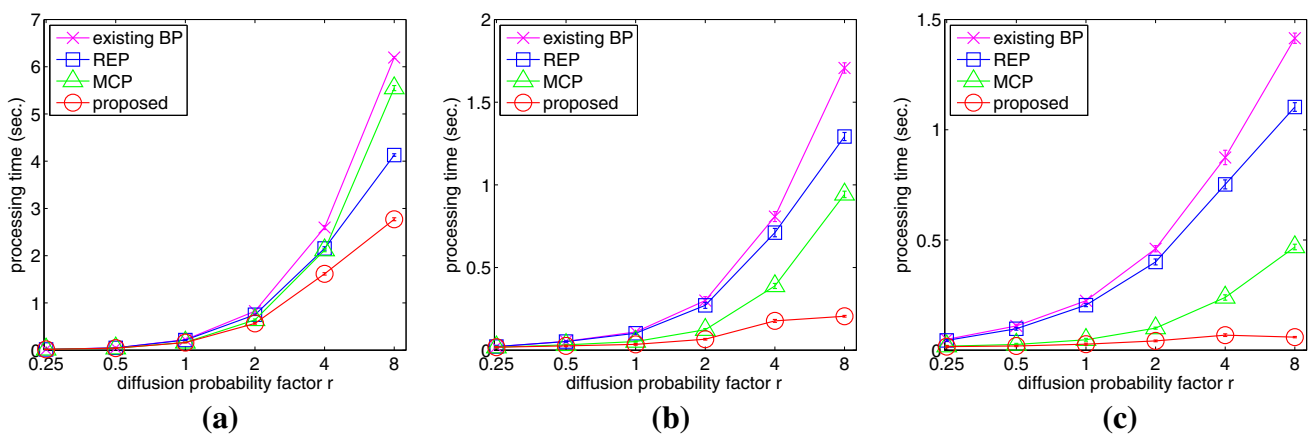 7
6
5
4
3
2
1
0
processing time (sec.)
existing BP
REP
MCP
proposed
0.25 0.5 1 2 4 8
diffusion probability factor r
(a)
2
1.5
1
0.5
0
processing time (sec.)
existing BP
REP
MCP
proposed
0.25 0.5 1 2 4 8
diffusion probability factor r
(b)
1.5
1
0.5
0
processing time (sec.)
existing BP
REP
MCP
proposed
0.25 0.5 1 2 4 8
diffusion probability factor r
(c)